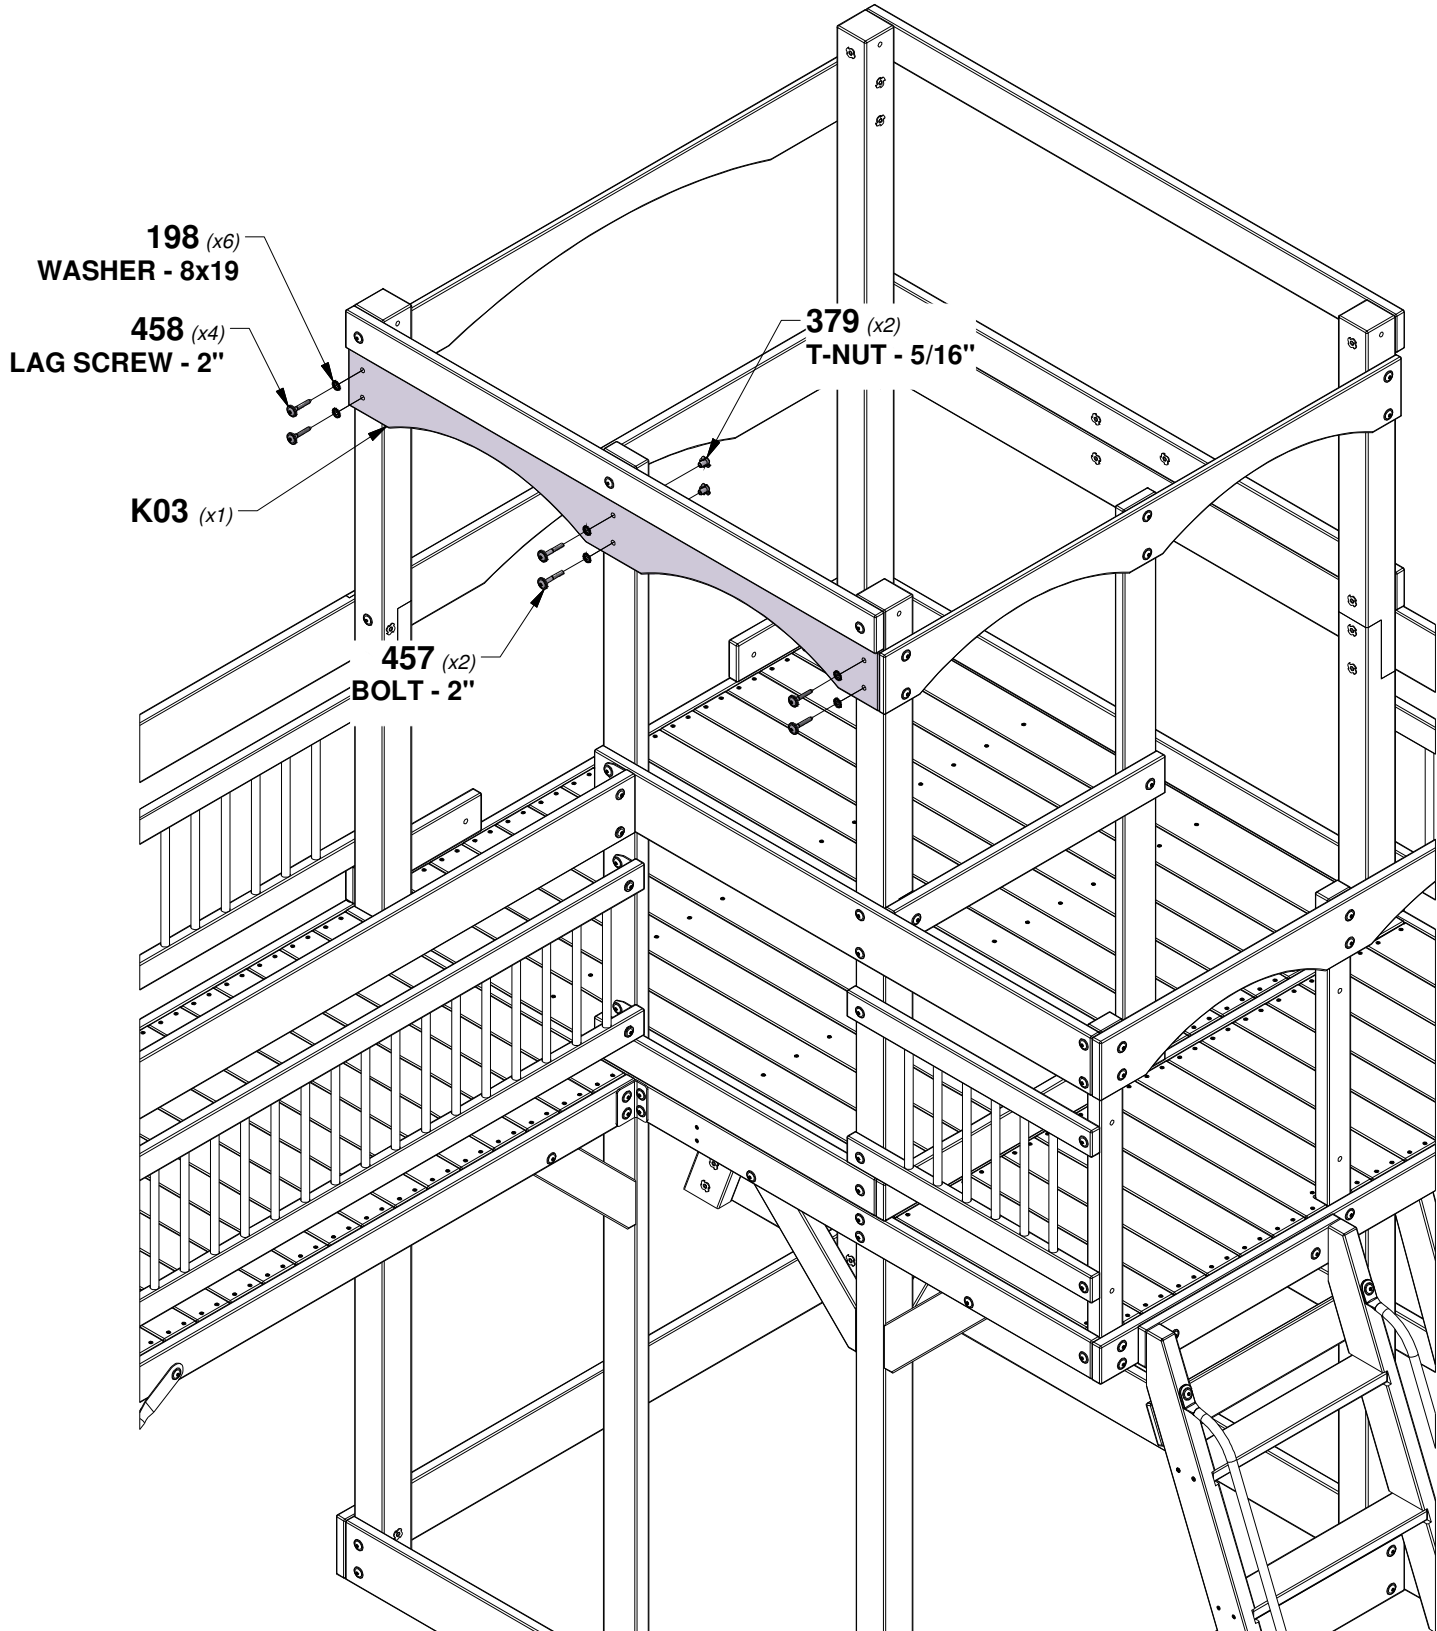 198 (x6)
WASHER - 8x19
458 (x4)
LAG SCREW - 2"
379 (x2)
T-NUT - 5/16"
K03 (x1)
457 (x2)
BOLT - 2"